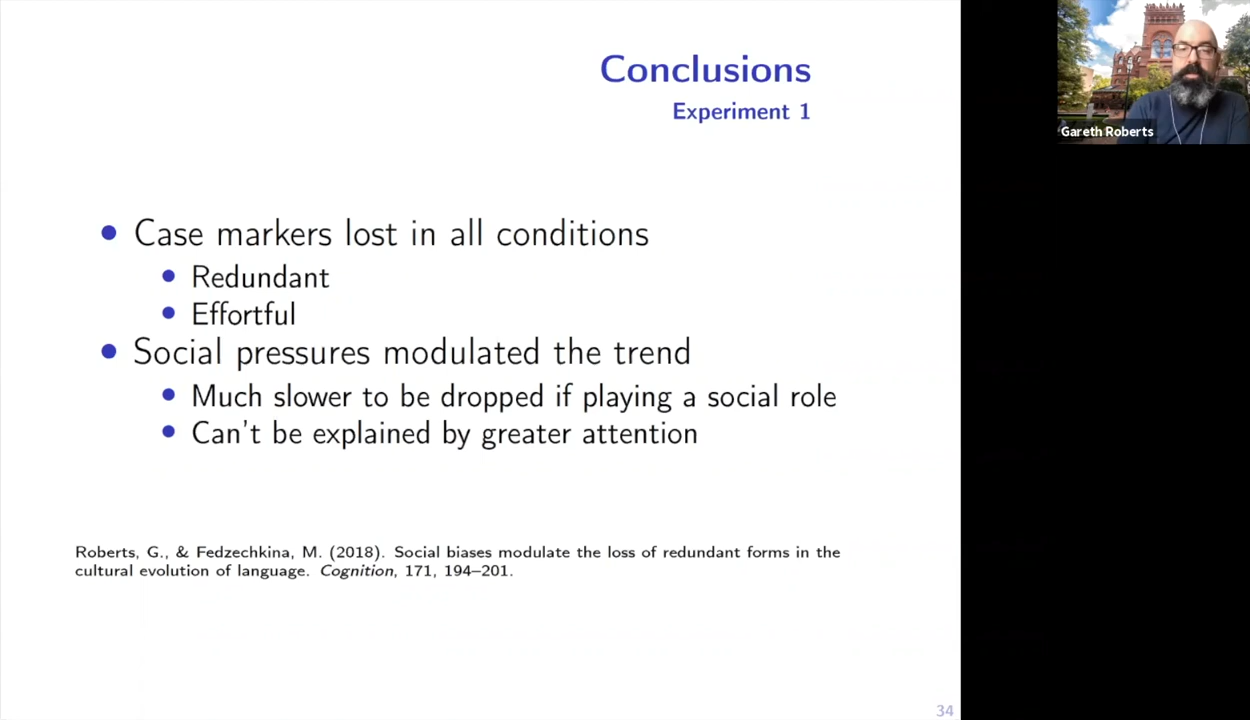 Conclusions
Experiment 1
Gareth Roberts
• Case markers lost in all conditions
• Redundant
• Effortful
• Social pressures modulated the trend
• Much slower to be dropped if playing a social role
• Can't be explained by greater attention
Roberts, G., & Fedzechkina, M. (2018). Social biases modulate the loss of redundant forms in the
cultural evolution of language. Cognition, 171, 194–201.
34